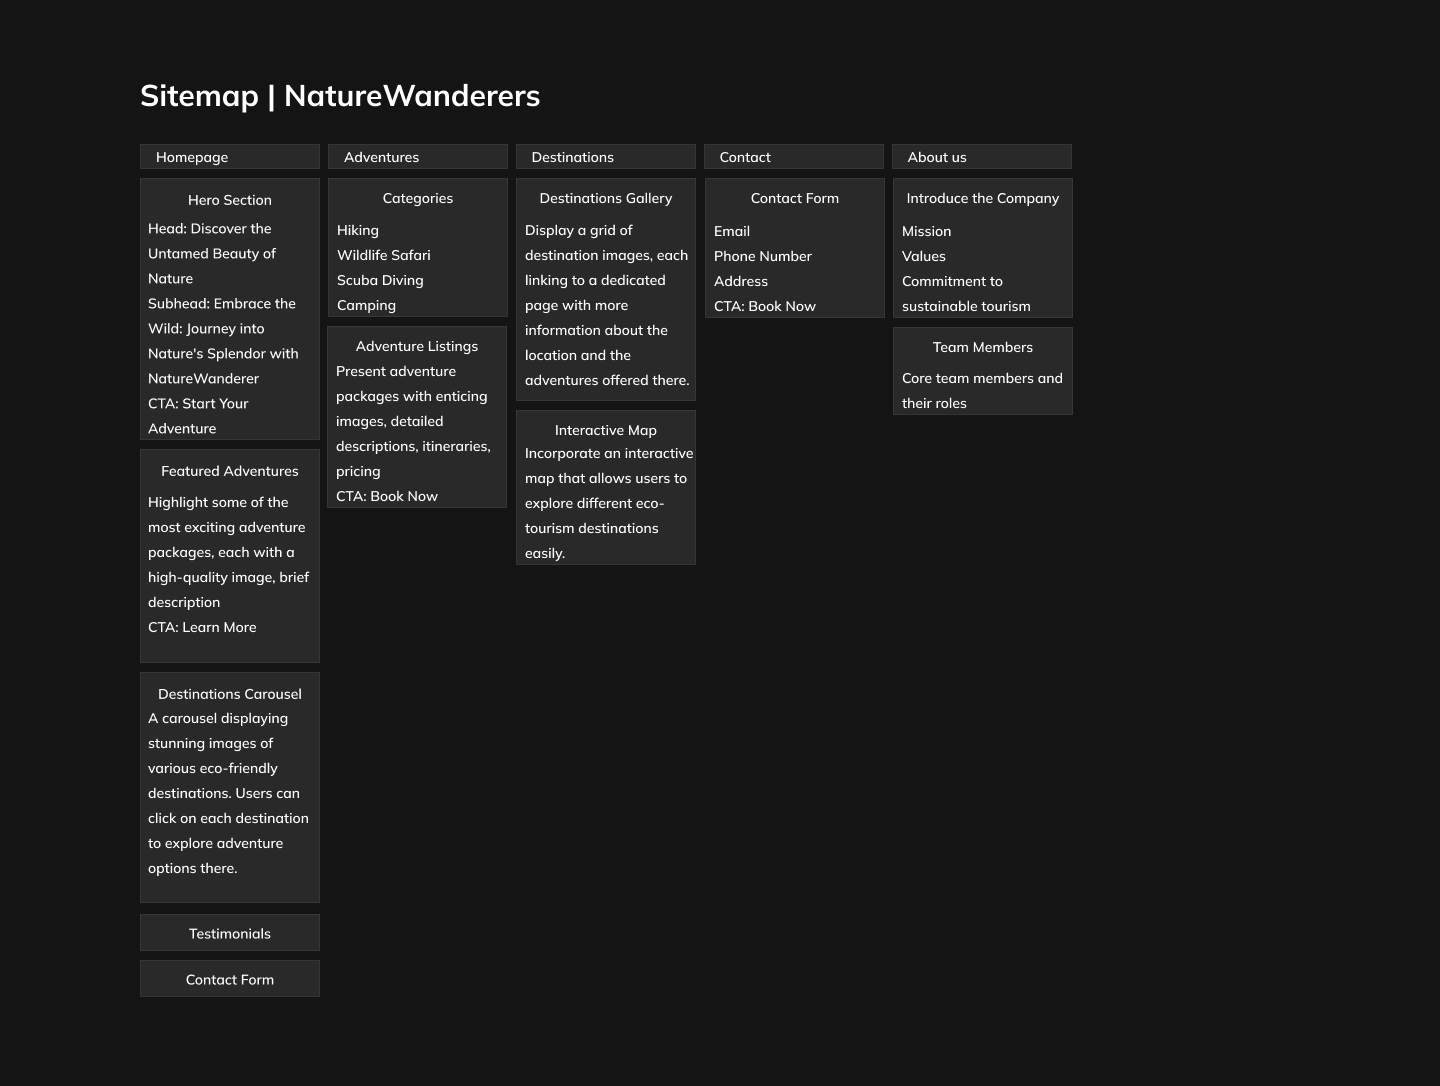 Sitemap | NatureWanderers
Homepage
Hero Section
Head: Discover the
Untamed Beauty of
Nature
Subhead: Embrace the
Wild: Journey into
Nature's Splendor with
NatureWanderer
CTA: Start Your
Adventure
Featured Adventures
Highlight some of the
most exciting adventure
packages, each with a
high-quality image, brief
description
CTA: Learn More
Destinations Carousel
A carousel displaying
stunning images of
various eco-friendly
destinations. Users can
click on each destination
to explore adventure
options there.
Testimonials
Contact Form
Adventures
Categories
Hiking
Wildlife Safari
Scuba Diving
Camping
Adventure Listings
Present adventure
packages with enticing
images, detailed
descriptions, itineraries,
pricing
CTA: Book Now
Destinations
Destinations Gallery
Display a grid of
destination images, each
linking to a dedicated
page with more
information about the
location and the
adventures offered there.
Interactive Map
Incorporate an interactive
map that allows users to
explore different eco-
tourism destinations
easily.
Contact
Contact Form
Email
Phone Number
Address
CTA: Book Now
About us
Introduce the Company
Mission
Values
Commitment to
sustainable tourism
Team Members
Core team members and
their roles